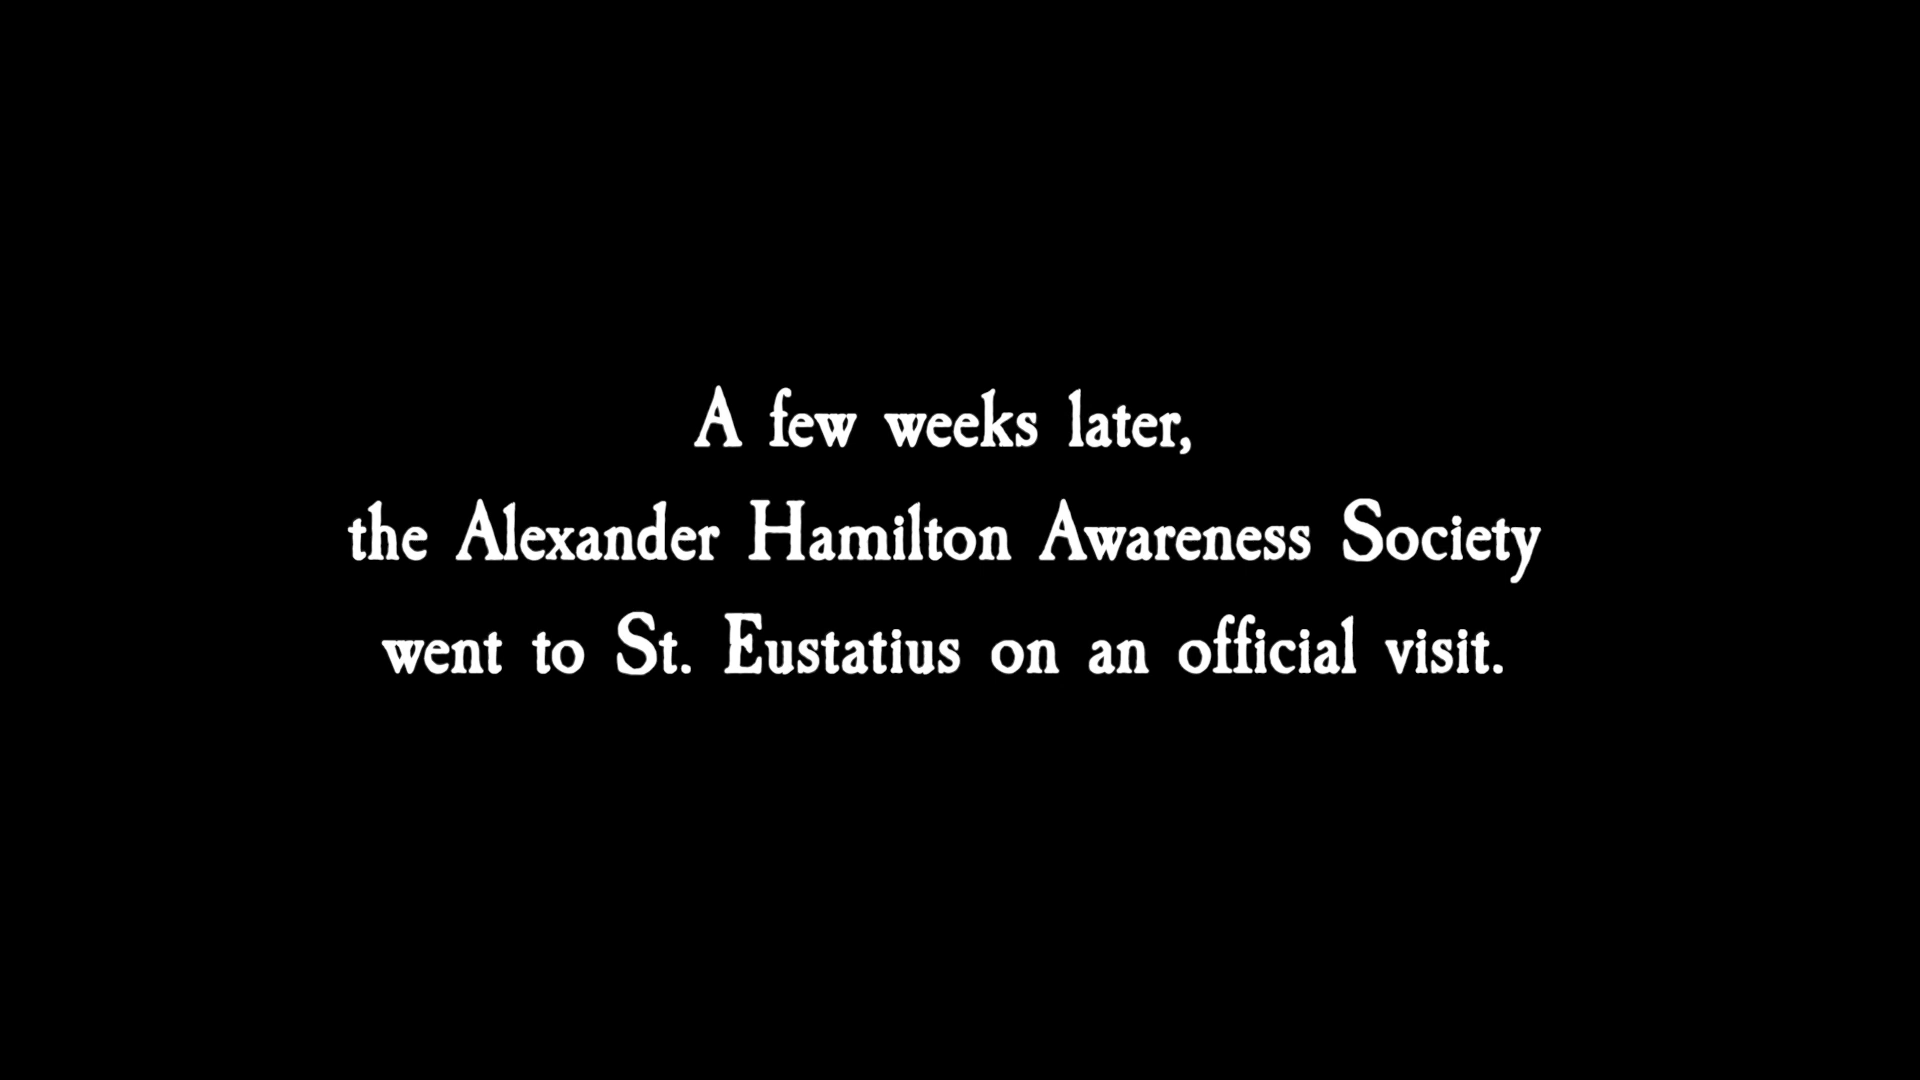 A few weeks later,
the Alexander Hamilton Awareness Society
went to St. Eustatius on an official visit.